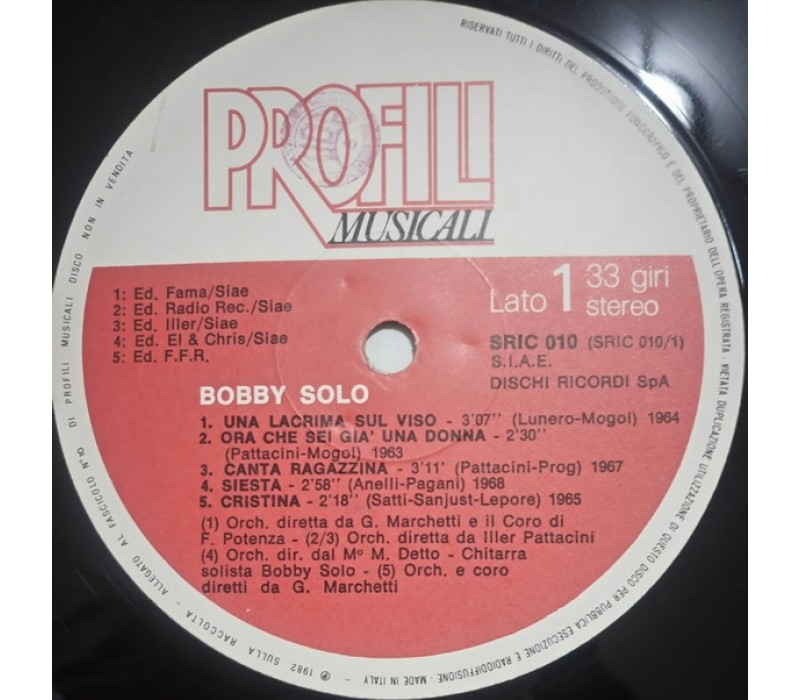 PROFILI
MUSICALI
Lato 1 33 giri
stereo
1: Ed. Fama/Siae
2: Ed. Radio Rec./Siae
3: Ed. Iller/Siae
4: Ed. El & Chris/Siae
5: Ed. F.F.R.
SRIC 010 (SRIC 010/1)
S.I.A.E.
DISCHI RICORDI SpA
BOBBY SOLO
1. UNA LACRIMA SUL VISO - 3'07'' (Lunero-Mogol) 1964
2. ORA CHE SEI GIA' UNA DONNA - 2'30''
(Pattacini-Mogol) 1963
3. CANTA RAGAZZINA - 3'11' (Pattacini-Prog) 1967
4. SIESTA - 2'58'' (Anelli-Pagani) 1968
5. CRISTINA - 2'18'' (Satti-Sanjust-Lepore) 1965
(1) Orch. diretta da G. Marchetti e il Coro di
F. Potenza - (2/3) Orch. diretta da Iller Pattacini
(4) Orch. dir. dal Mº M. Detto - Chitarra
solista Bobby Solo - (5) Orch. e coro
diretti da G. Marchetti
RISERVATI TUTTI I DIRITTI DEL PRODUTTORE FONOGRAFICO E DEL PROPRIETARIO DELL'OPERA REGISTRATA - VIETATA DUPLICAZIONE UTILIZZAZIONE DI QUESTO DISCO PER PUBBLICA ESECUZIONE E RADIODIFFUSIONE - MADE IN ITALY
℗ 1982 SULLA RACCOLTA - ALLEGATO AL FASCICOLO Nº 10 DI PROFILI MUSICALI DISCO NON IN VENDITA